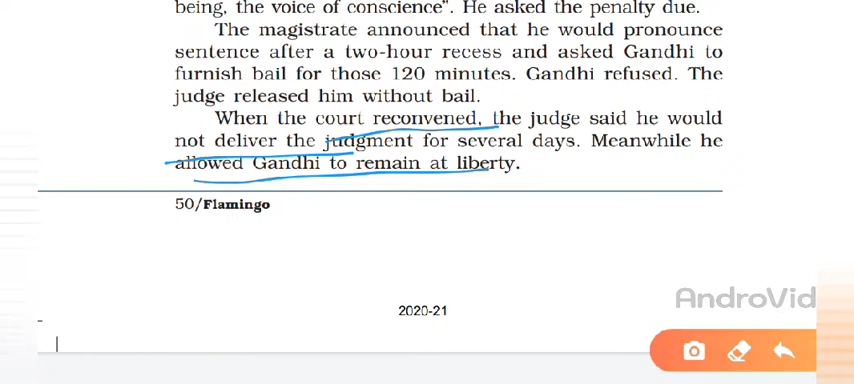 being, the voice of conscience". He asked the penalty due.
The magistrate announced that he would pronounce
sentence after a two-hour recess and asked Gandhi to
furnish bail for those 120 minutes. Gandhi refused. The
judge released him without bail.
When the court reconvened, the judge said he would
not deliver the judgment for several days. Meanwhile he
allowed Gandhi to remain at liberty.
50/Flamingo
2020-21
AndroVid